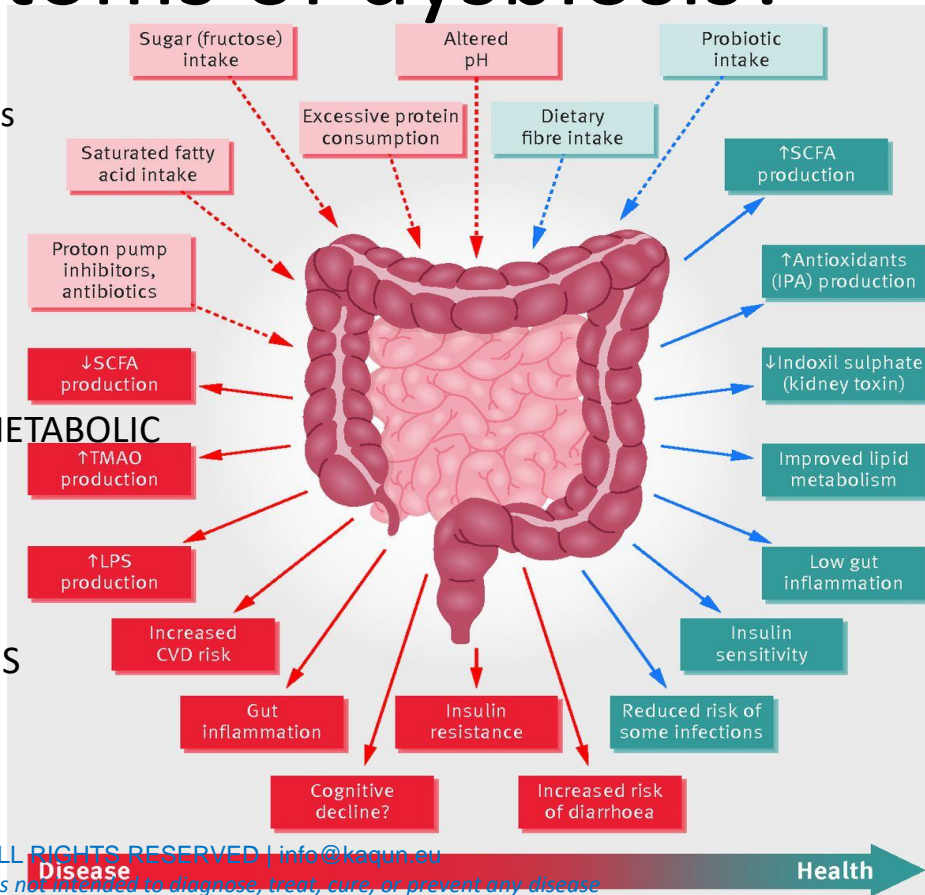 toms of dysbiosis?
Sugar (fructose)
intake
Altered
pH
Probiotic
intake
s
Excessive protein
consumption
Dietary
fibre intake
Saturated fatty
acid intake
↑SCFA
production
Proton pump
inhibitors,
antibiotics
↑Antioxidants
(IPA) production
↓SCFA
production
↓Indoxil sulphate
(kidney toxin)
METABOLIC
↑TMAO
production
Improved lipid
metabolism
↑LPS
production
Low gut
inflammation
Increased
CVD risk
Insulin
sensitivity
S
Gut
inflammation
Insulin
resistance
Reduced risk of
some infections
Cognitive
decline?
Increased risk
of diarrhoea
LL RIGHTS RESERVED | info@kaqun.eu
Disease
Health
s not intended to diagnose, treat, cure, or prevent any disease